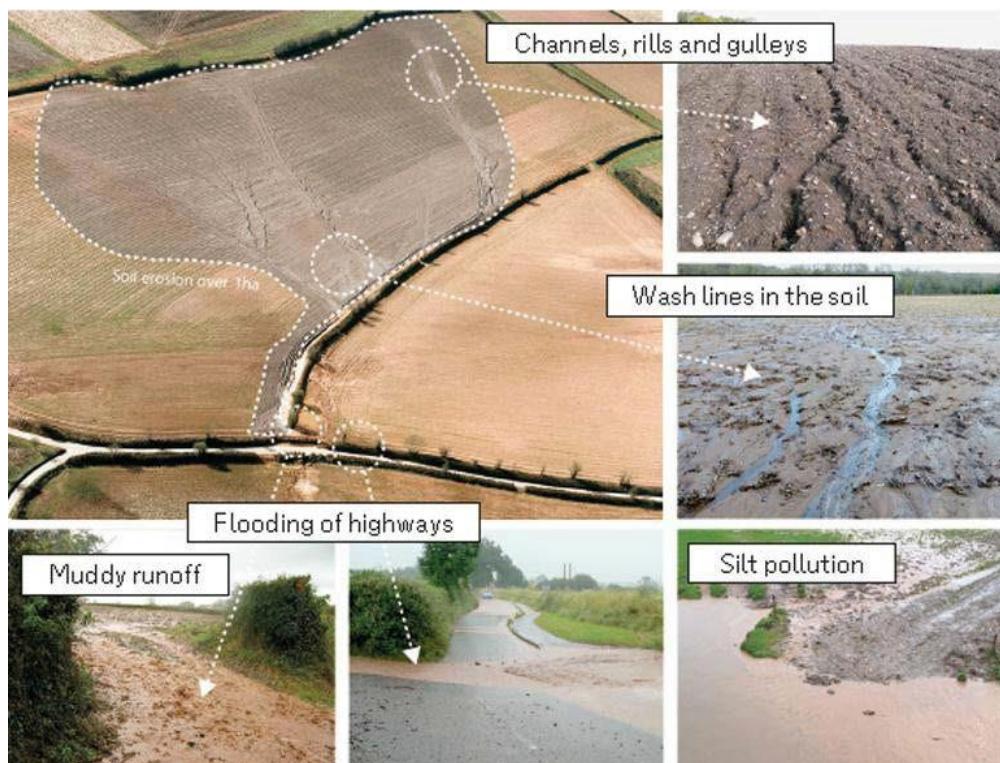 Channels, rills and gulleys
Soil erosion over 1ha
Wash lines in the soil
Flooding of highways
Muddy runoff
Silt pollution